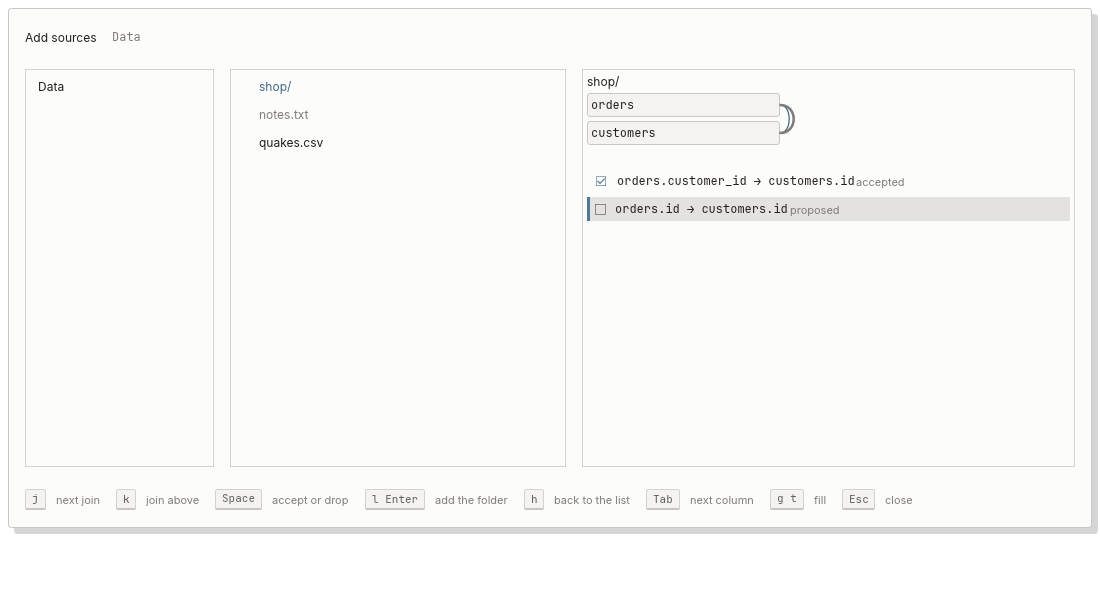 Add sources Data
Data
shop/
notes.txt
quakes.csv
shop/
orders
customers
orders.customer_id → customers.id accepted
orders.id → customers.id proposed
j next join k join above Space accept or drop l Enter add the folder h back to the list Tab next column g t fill Esc close